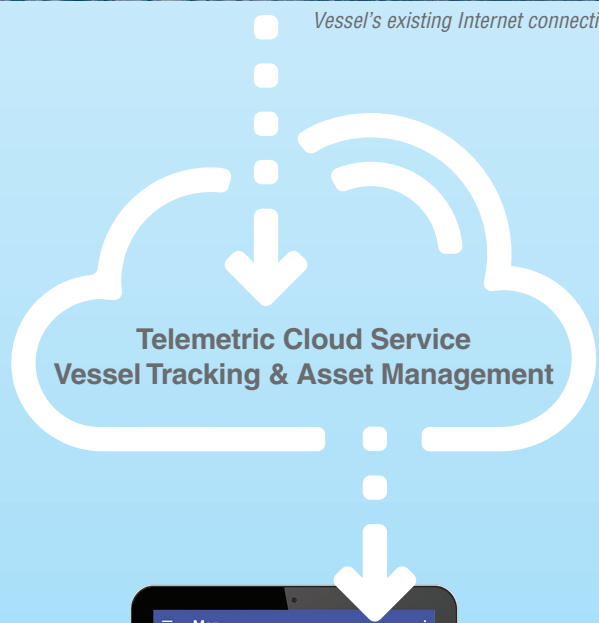 Vessel's existing Internet connecti
Telemetric Cloud Service
Vessel Tracking & Asset Management